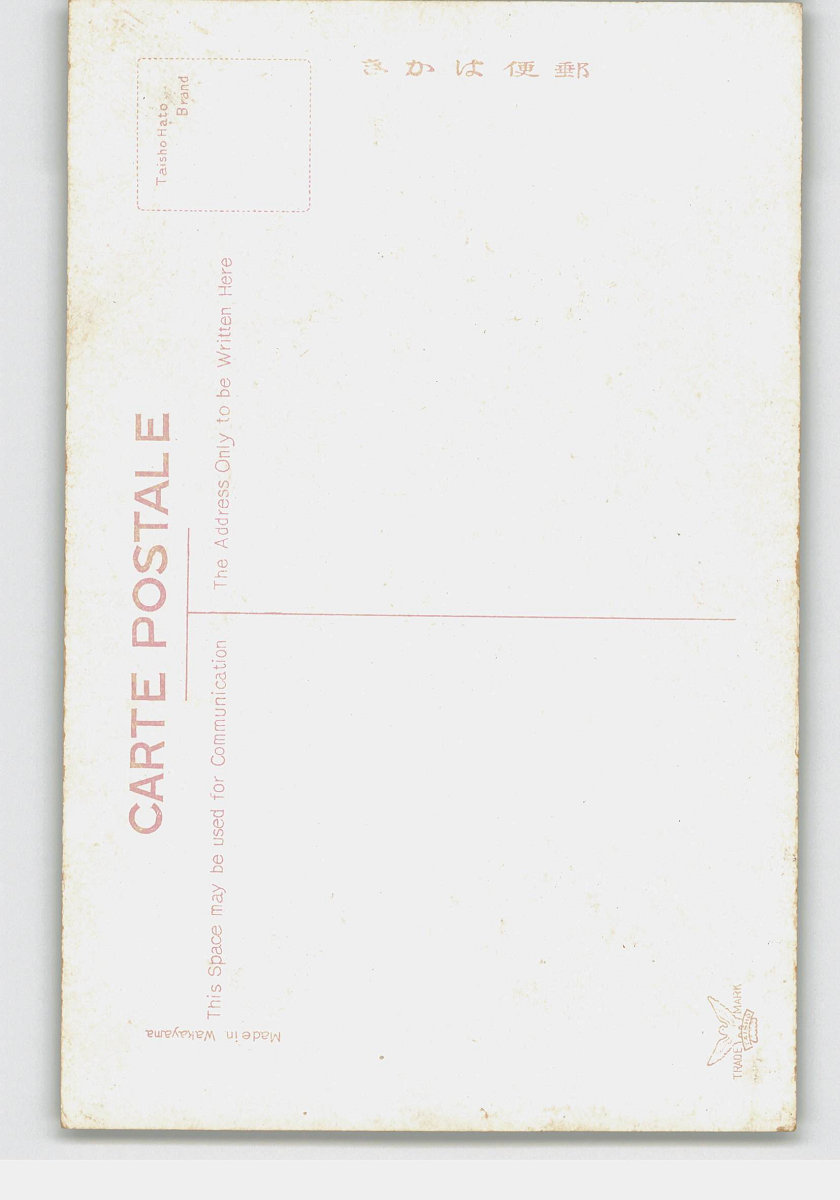 きかは便郵
Taisho Hato
Brand
CARTE POSTALE
This Space may be used for Communication
The Address Only to be Written Here
Made in Wakayama
TRADE MARK
TAISHO